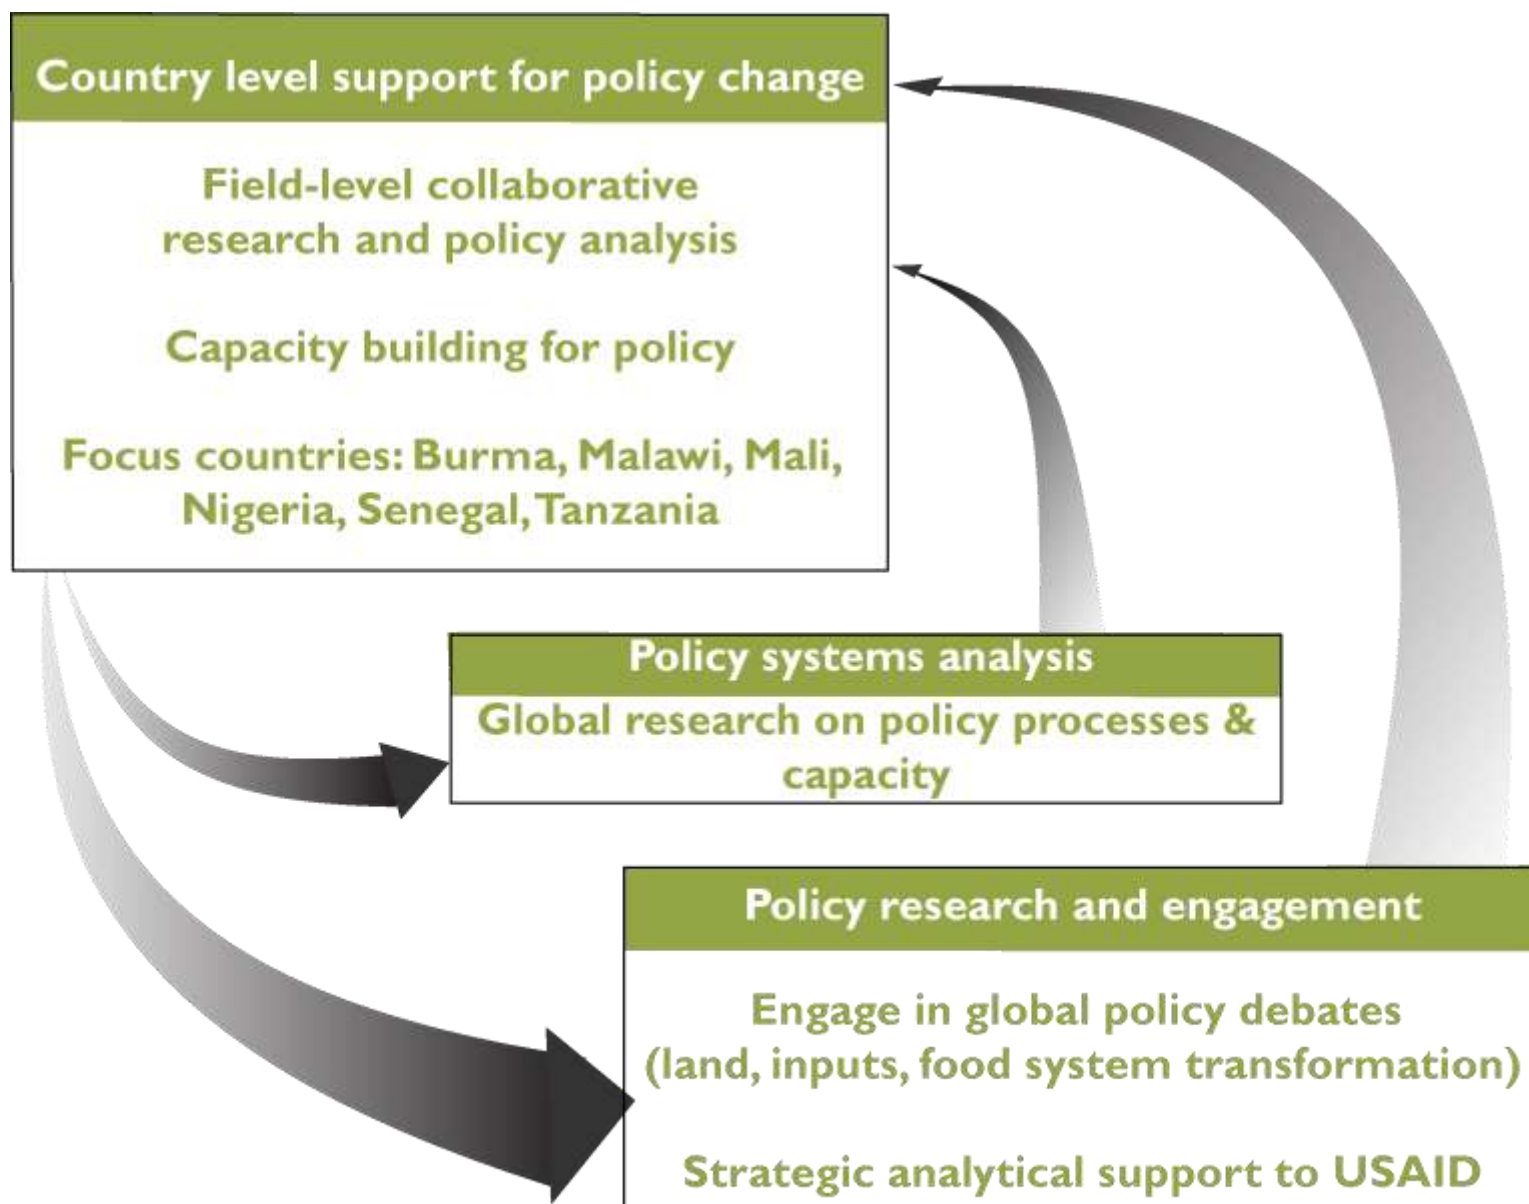 Country level support for policy change
Field-level collaborative
research and policy analysis
Capacity building for policy
Focus countries: Burma, Malawi, Mali,
Nigeria, Senegal, Tanzania
Policy systems analysis
Global research on policy processes &
capacity
Policy research and engagement
Engage in global policy debates
(land, inputs, food system transformation)
Strategic analytical support to USAID